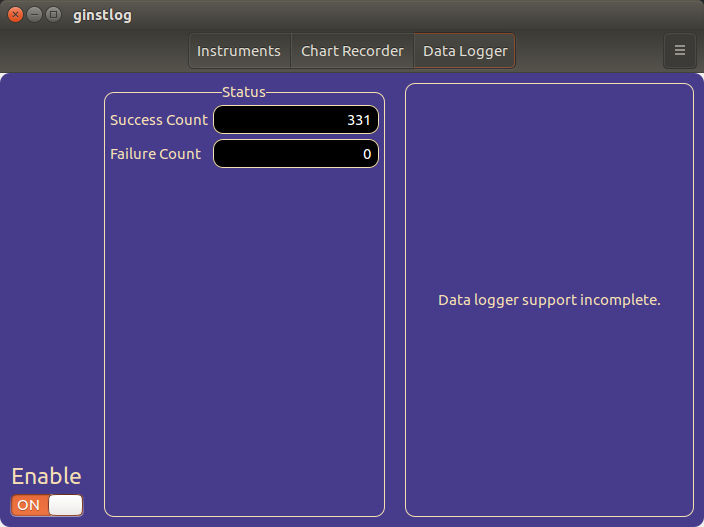 ginstlog
Instruments
Chart Recorder
Data Logger
Status
Success Count 331
Failure Count 0
Data logger support incomplete.
Enable
ON